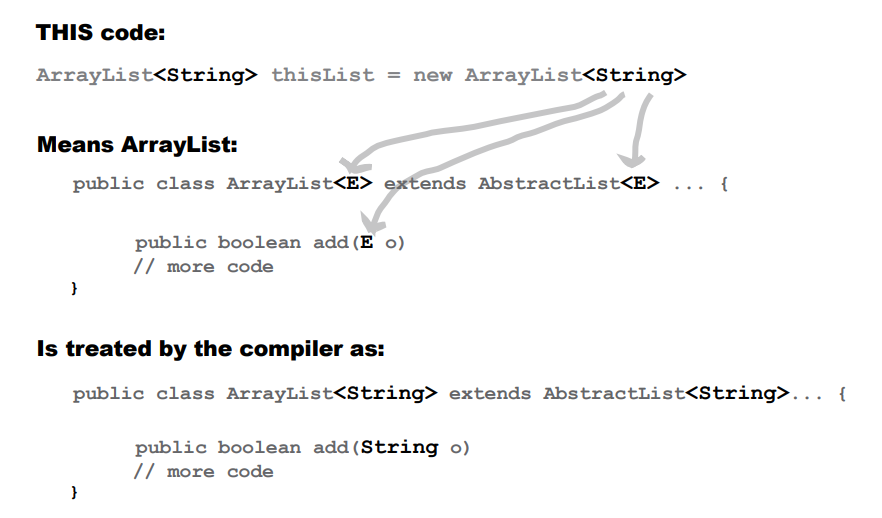 THIS code:
ArrayList<String> thisList = new ArrayList<String>
Means ArrayList:
public class ArrayList<E> extends AbstractList<E> ... {
public boolean add(E o)
// more code
}
Is treated by the compiler as:
public class ArrayList<String> extends AbstractList<String>... {
public boolean add(String o)
// more code
}